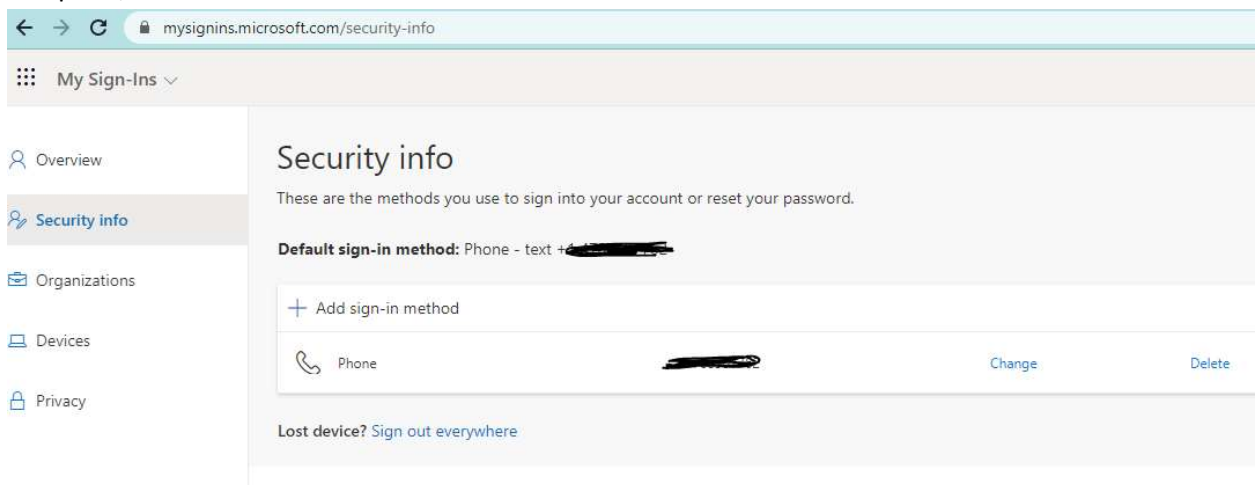 mysignins.microsoft.com/security-info
My Sign-Ins
Overview
Security info
Organizations
Devices
Privacy
Security info
These are the methods you use to sign into your account or reset your password.
Default sign-in method: Phone - text +
Add sign-in method
Phone
Change
Delete
Lost device? Sign out everywhere